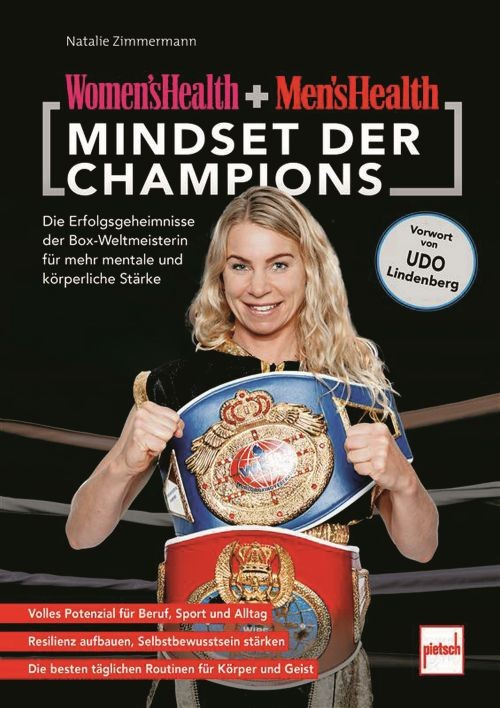 Natalie Zimmermann
Women'sHealth + Men'sHealth
MINDSET DER
CHAMPIONS
Die Erfolgsgeheimnisse
der Box-Weltmeisterin
für mehr mentale und
körperliche Stärke
Vorwort
von
UDO
Lindenberg
Volles Potenzial für Beruf, Sport und Alltag
Resilienz aufbauen, Selbstbewusstsein stärken
Die besten täglichen Routinen für Körper und Geist
pietsch